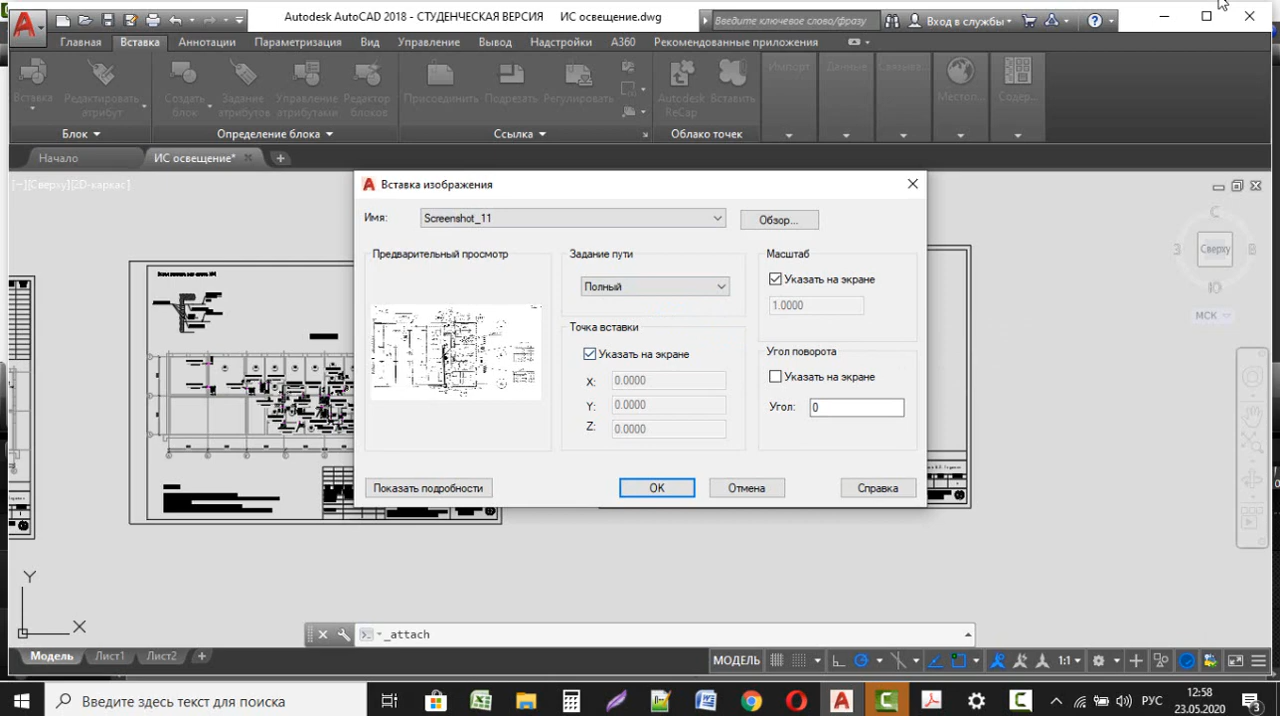 Autodesk AutoCAD 2018 - СТУДЕНЧЕСКАЯ ВЕРСИЯ ИС освещение.dwg
Введите ключевое слово/фразу
Вход в службы
Главная Вставка Аннотации Параметризация Вид Управление Вывод Надстройки A360 Рекомендованные приложения
Вставка Редактировать атрибут Создать блок Задание атрибутов Управление атрибутами Редактор блоков Присоединить Подрезать Регулировать Autodesk ReCap Вставить Импорт Данные Местопо... Содер...
Блок Определение блока Ссылка Облако точек
Начало ИС освещение*
[−][Сверху][2D-каркас]
Вставка изображения
Имя: Screenshot_11 Обзор...
Предварительный просмотр
Задание пути
Полный
Точка вставки
Указать на экране
X: 0.0000
Y: 0.0000
Z: 0.0000
Масштаб
Указать на экране
1.0000
Угол поворота
Указать на экране
Угол: 0
Показать подробности OK Отмена Справка
С
З Сверху В
Ю
МСК
Y
X
_attach
Модель Лист1 Лист2
МОДЕЛЬ 1:1
Введите здесь текст для поиска
РУС
12:58
23.05.2020
3